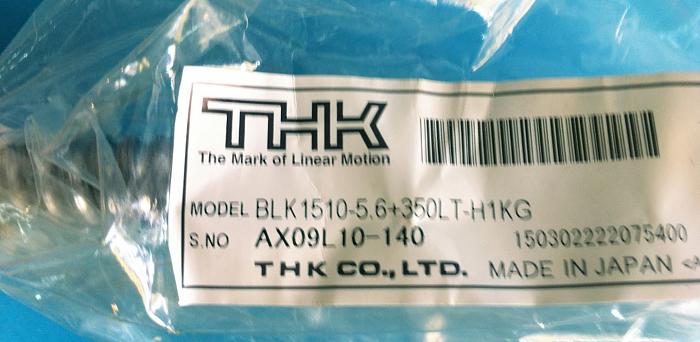 THK
The Mark of Linear Motion
MODEL BLK1510-5.6+350LT-H1KG
S.NO AX09L10-140 150302222075400
THK CO., LTD. MADE IN JAPAN